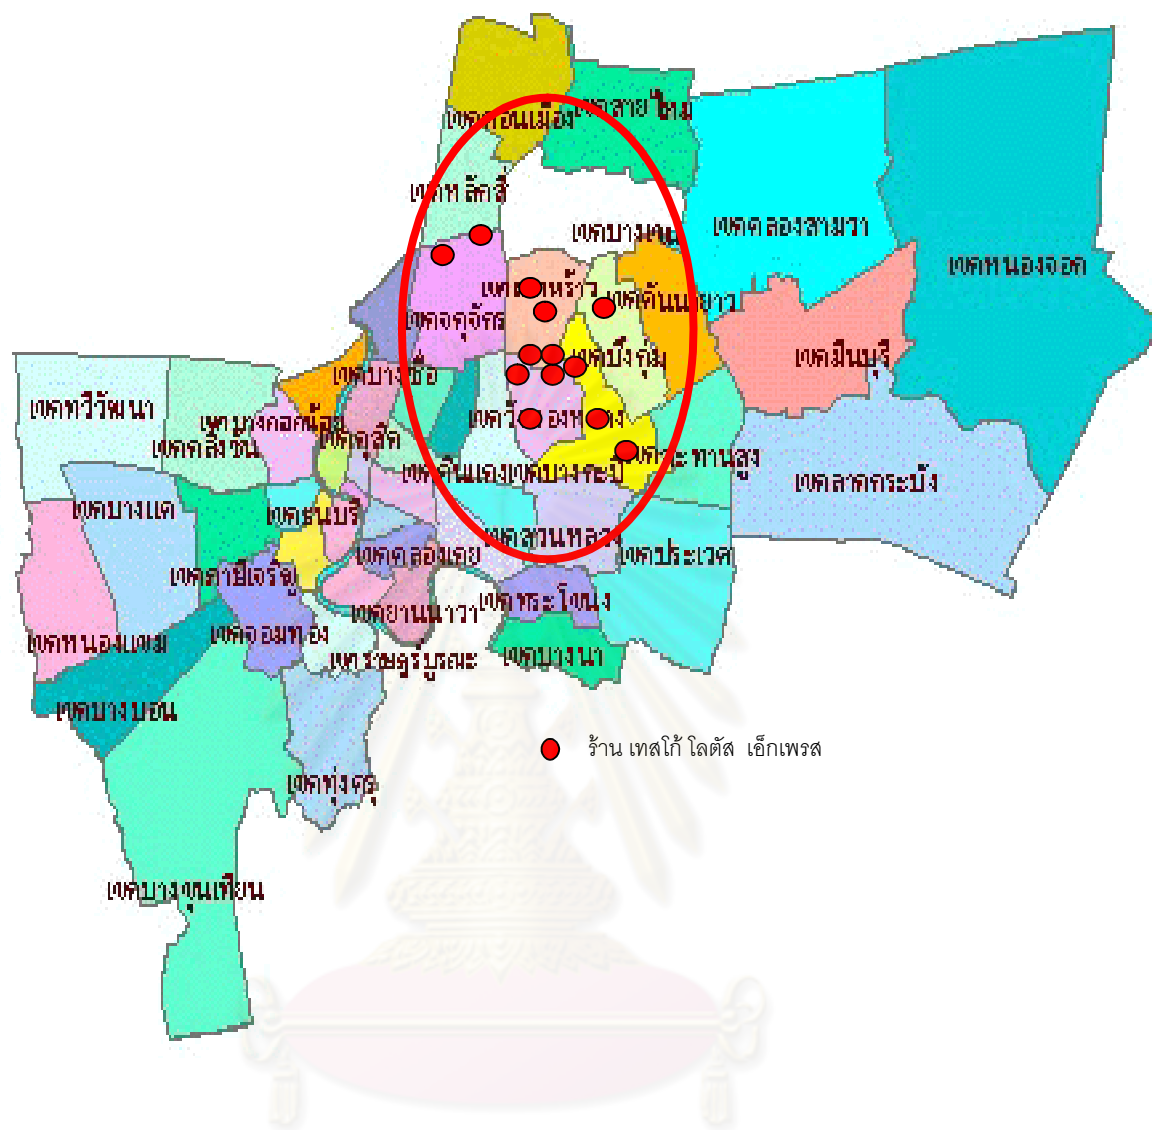 เขตดอนเมือง
เขตสายไหม
เขตหลักสี่
เขตบางเขน
เขตคลองสามวา
เขตหนองจอก
เขตลาดพร้าว
เขตคันนายาว
เขตจตุจักร
เขตบึงกุ่ม
เขตมีนบุรี
เขตบางซื่อ
เขตทวีวัฒนา
เขตบางกอกน้อย
เขตตลิ่งชัน
เขตดุสิต
เขตดินแดง
เขตบางกะปิ
เขตสะพานสูง
เขตลาดกระบัง
เขตบางแค
เขตธนบุรี
เขตสวนหลวง
เขตคลองเตย
เขตประเวศ
เขตภาษีเจริญ
เขตพระโขนง
เขตยานนาวา
เขตหนองแขม
เขตจอมทอง
เขตราษฎร์บูรณะ
เขตบางนา
เขตบางบอน
ร้าน เทสโก้ โลตัส เอ็กเพรส
เขตทุ่งครุ
เขตบางขุนเทียน